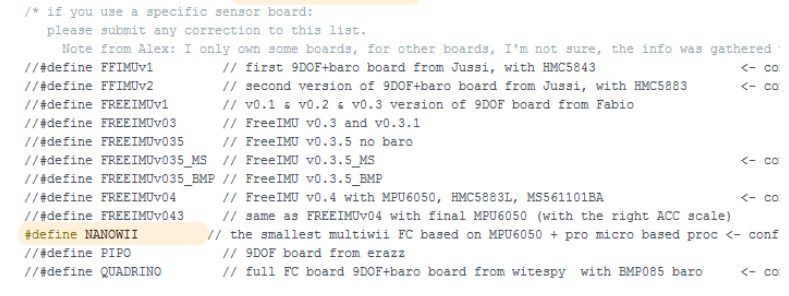 /* if you use a specific sensor board:
please submit any correction to this list.
Note from Alex: I only own some boards, for other boards, I'm not sure, the info was gathered
//#define FFIMUv1 // first 9DOF+baro board from Jussi, with HMC5843 <- co
//#define FFIMUv2 // second version of 9DOF+baro board from Jussi, with HMC5883 <- co
//#define FREEIMUv1 // v0.1 & v0.2 & v0.3 version of 9DOF board from Fabio
//#define FREEIMUv03 // FreeIMU v0.3 and v0.3.1
//#define FREEIMUv035 // FreeIMU v0.3.5 no baro
//#define FREEIMUv035_MS // FreeIMU v0.3.5_MS <- co
//#define FREEIMUv035_BMP // FreeIMU v0.3.5_BMP
//#define FREEIMUv04 // FreeIMU v0.4 with MPU6050, HMC5883L, MS561101BA <- co
//#define FREEIMUv043 // same as FREEIMUv04 with final MPU6050 (with the right ACC scale)
#define NANOWII // the smallest multiwii FC based on MPU6050 + pro micro based proc <- conf
//#define PIPO // 9DOF board from erazz
//#define QUADRINO // full FC board 9DOF+baro board from witespy with BMP085 baro <- co